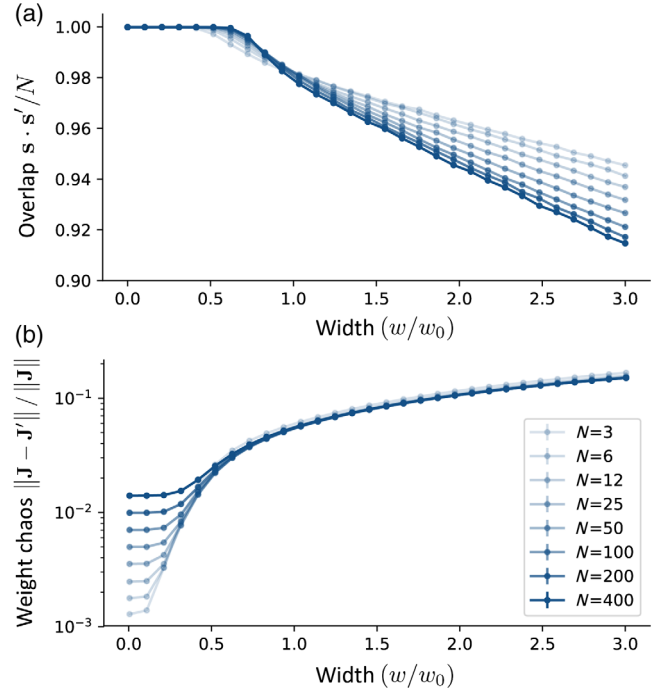 (a)
1.00
0.98
0.96
0.94
0.92
0.90
Overlap s · s′/N
0.0 0.5 1.0 1.5 2.0 2.5 3.0
Width (w/w₀)
(b)
10⁻¹
10⁻²
10⁻³
Weight chaos ||J − J′|| / ||J||
N=3
N=6
N=12
N=25
N=50
N=100
N=200
N=400
0.0 0.5 1.0 1.5 2.0 2.5 3.0
Width (w/w₀)